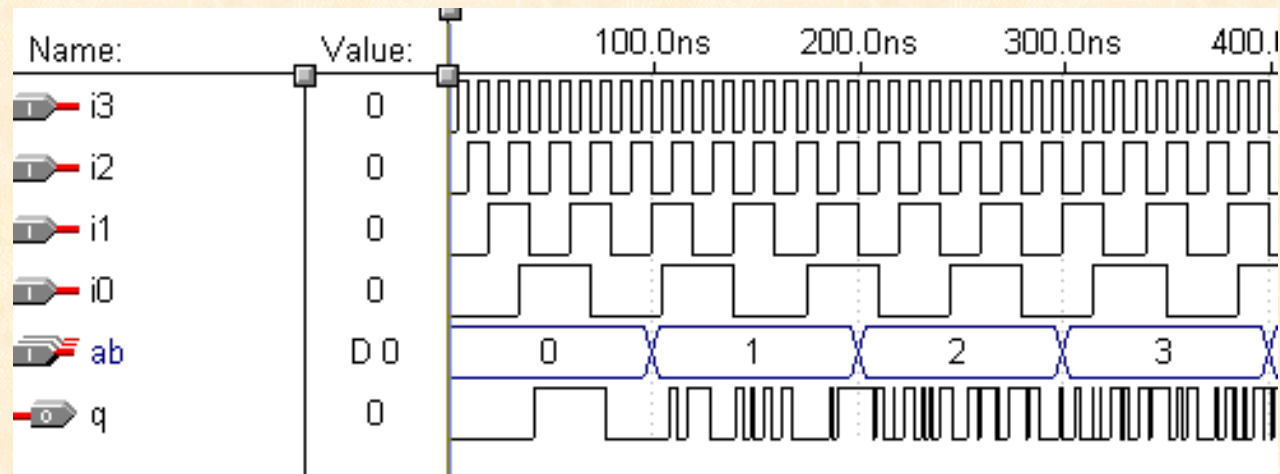 Name: Value: 100.0ns 200.0ns 300.0ns 400.
I i3 0
I i2 0
I i1 0
I i0 0
I ab D 0 0 1 2 3
O q 0